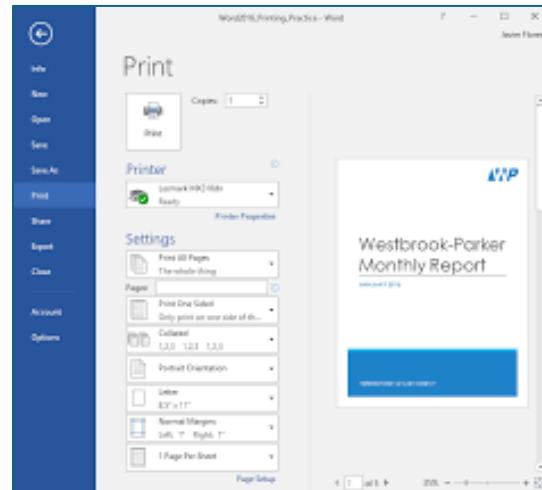 Word2016_Printing_Practice - Word
?
Javier Flores
Info
New
Open
Save
Save As
Print
Share
Export
Close
Account
Options
Print
Copies: 1
Print
Printer
Ready
Printer Properties
Settings
Print All Pages
The whole thing
Pages:
Print One Sided
Only print on one side of th...
Collated
1,2,3 1,2,3 1,2,3
Portrait Orientation
Letter
8.5" x 11"
Normal Margins
Left: 1" Right: 1"
1 Page Per Sheet
Page Setup
WP
Westbrook-Parker
Monthly Report
1